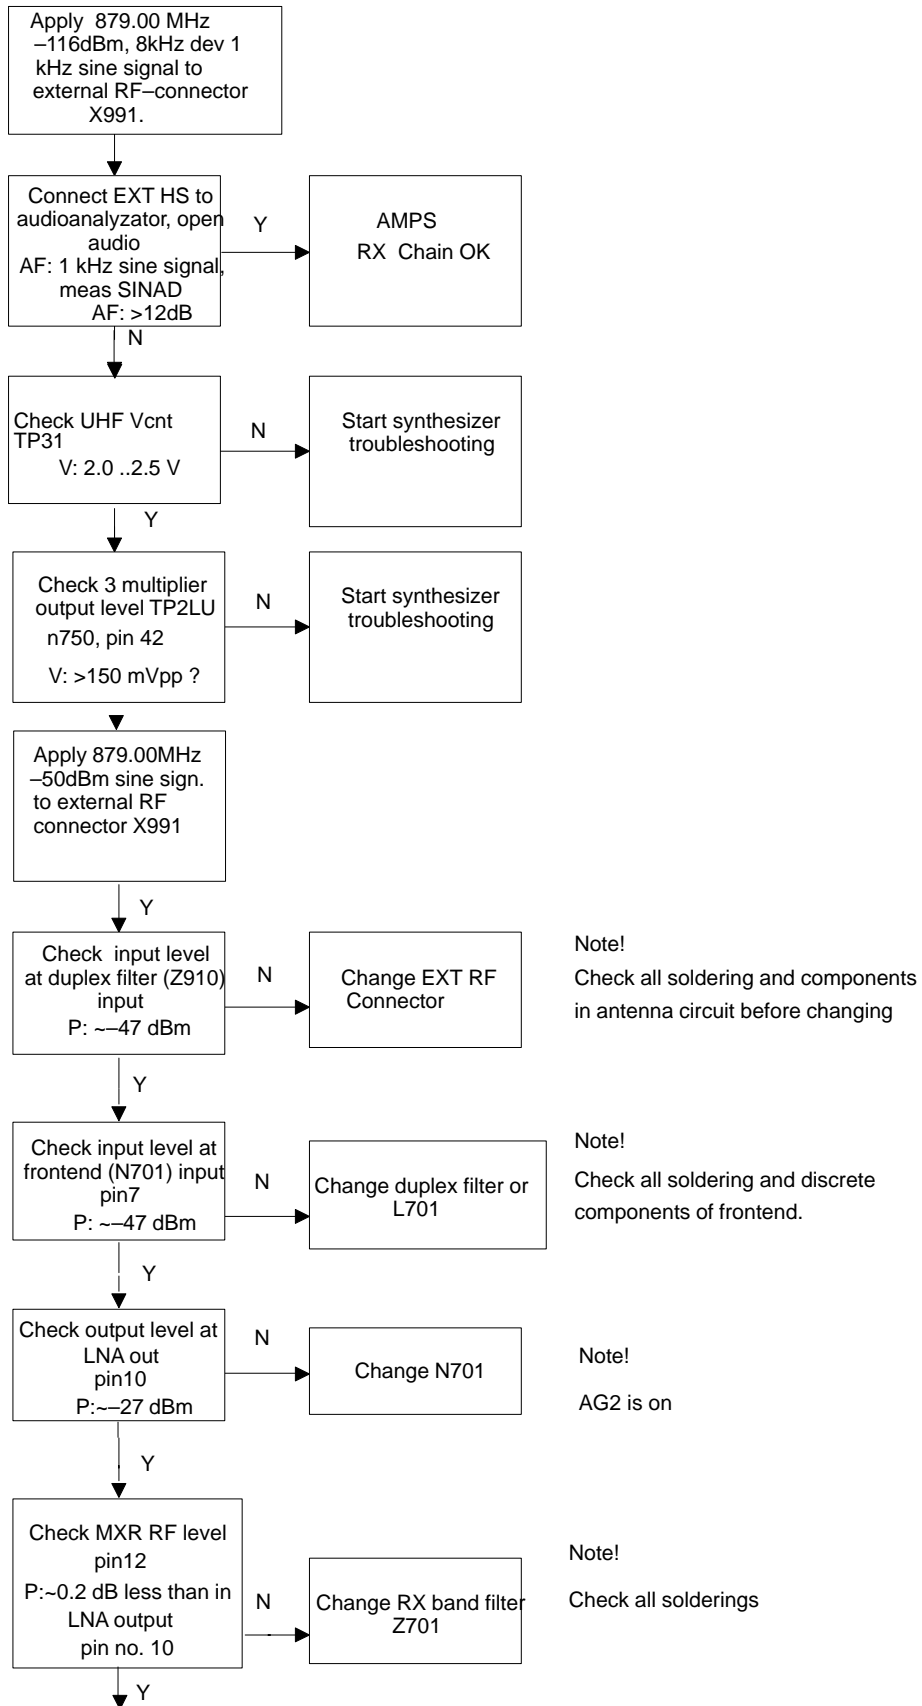 Apply 879.00 MHz
–116dBm, 8kHz dev 1
kHz sine signal to
external RF–connector
X991.
Connect EXT HS to
audioanalyzator, open
audio
AF: 1 kHz sine signal,
meas SINAD
AF: >12dB
Y
AMPS
RX Chain OK
N
Check UHF Vcnt
TP31
V: 2.0 ..2.5 V
N
Start synthesizer
troubleshooting
Y
Check 3 multiplier
output level TP2LU
n750, pin 42
V: >150 mVpp ?
N
Start synthesizer
troubleshooting
Apply 879.00MHz
–50dBm sine sign.
to external RF
connector X991
Y
Check input level
at duplex filter (Z910)
input
P: ~–47 dBm
N
Change EXT RF
Connector
Note!
Check all soldering and components
in antenna circuit before changing
Y
Check input level at
frontend (N701) input
pin7
P: ~–47 dBm
N
Change duplex filter or
L701
Note!
Check all soldering and discrete
components of frontend.
Y
Check output level at
LNA out
pin10
P:~–27 dBm
N
Change N701
Note!
AG2 is on
Y
Check MXR RF level
pin12
P:~0.2 dB less than in
LNA output
pin no. 10
N
Change RX band filter
Z701
Note!
Check all solderings
Y